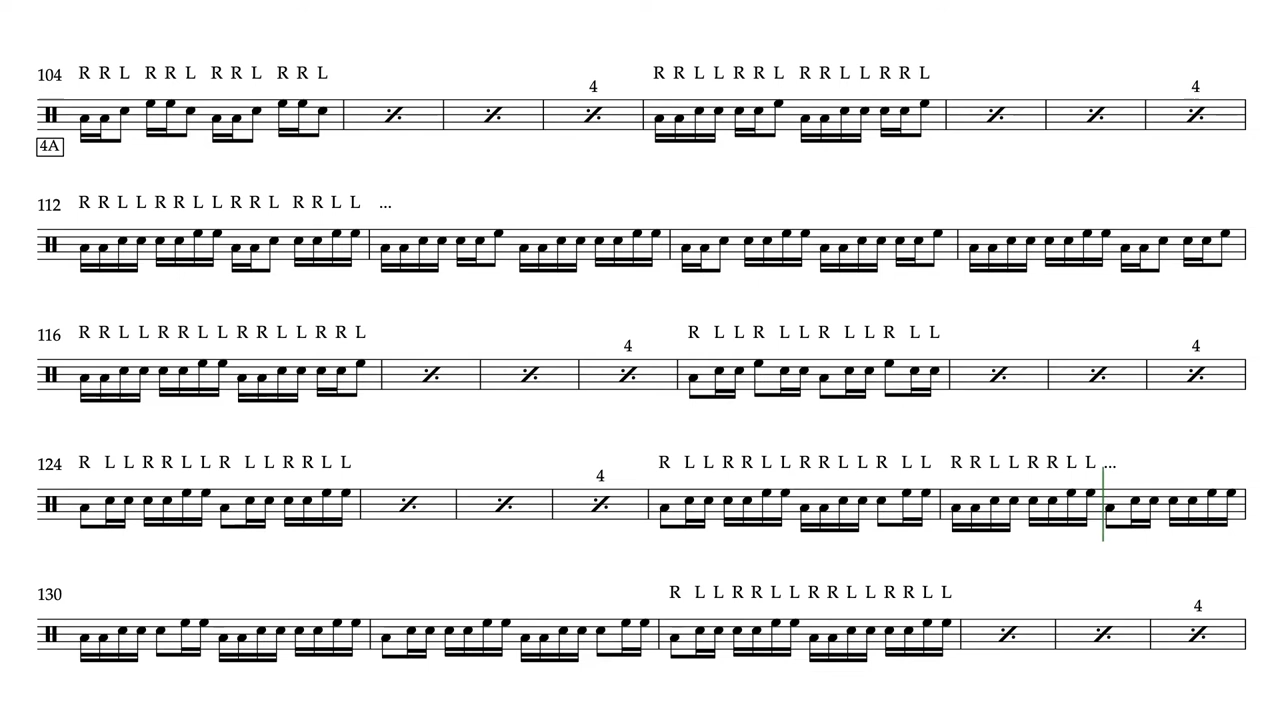 104 R R L R R L R R L R R L R R L L R R L R R L L R R L
4 4
4A
112 R R L L R R L L R R L R R L L ...
116 R R L L R R L L R R L L R R L R L L R L L R L L R L L
4 4
124 R L L R R L L R L L R R L L R L L R R L L R R L L R L L R R L L R R L L ...
4
130 R L L R R L L R R L L R R L L
4